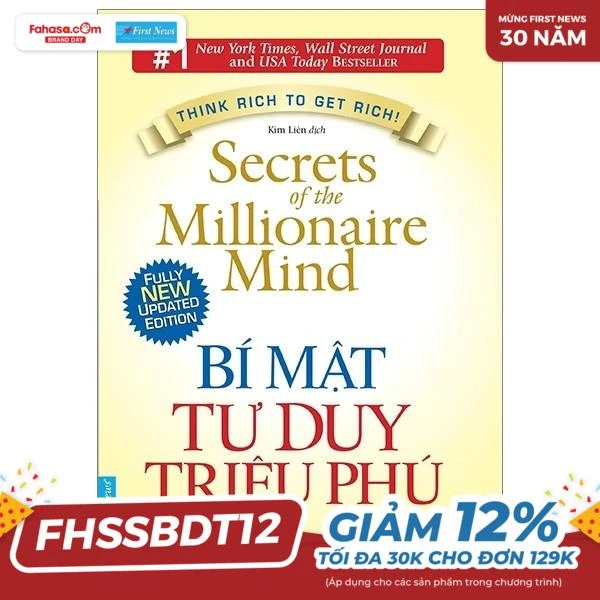 Fahasa.com
BRAND DAY
First News
MỪNG FIRST NEWS
30 NĂM
#1 New York Times, Wall Street Journal
and USA Today BESTSELLER
THINK RICH TO GET RICH!
Kim Liên dịch
Secrets
of the
Millionaire
Mind
FULLY
NEW
UPDATED
EDITION
BÍ MẬT
TƯ DUY
TRIỆU PHÚ
News
FHSSBDT12
GIẢM 12%
TỐI ĐA 30K CHO ĐƠN 129K
(Áp dụng cho các sản phẩm trong chương trình)